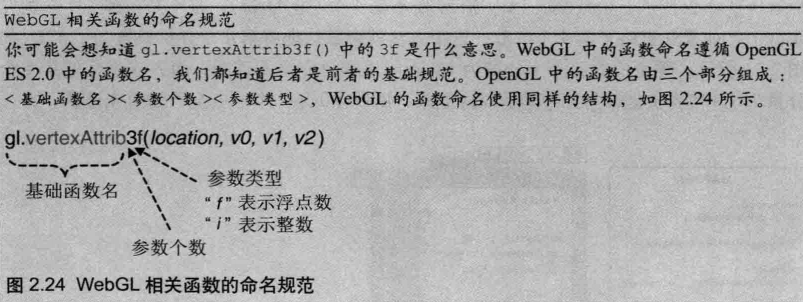 WebGL 相关函数的命名规范
你可能会想知道 gl.vertexAttrib3f() 中的 3f 是什么意思。WebGL 中的函数命名遵循 OpenGL
ES 2.0 中的函数名，我们都知道后者是前者的基础规范。OpenGL 中的函数名由三个部分组成：
<基础函数名><参数个数><参数类型>，WebGL 的函数命名使用同样的结构，如图 2.24 所示。
gl.vertexAttrib3f(location, v0, v1, v2)
基础函数名
参数类型
“f”表示浮点数
“i”表示整数
参数个数
图 2.24 WebGL 相关函数的命名规范